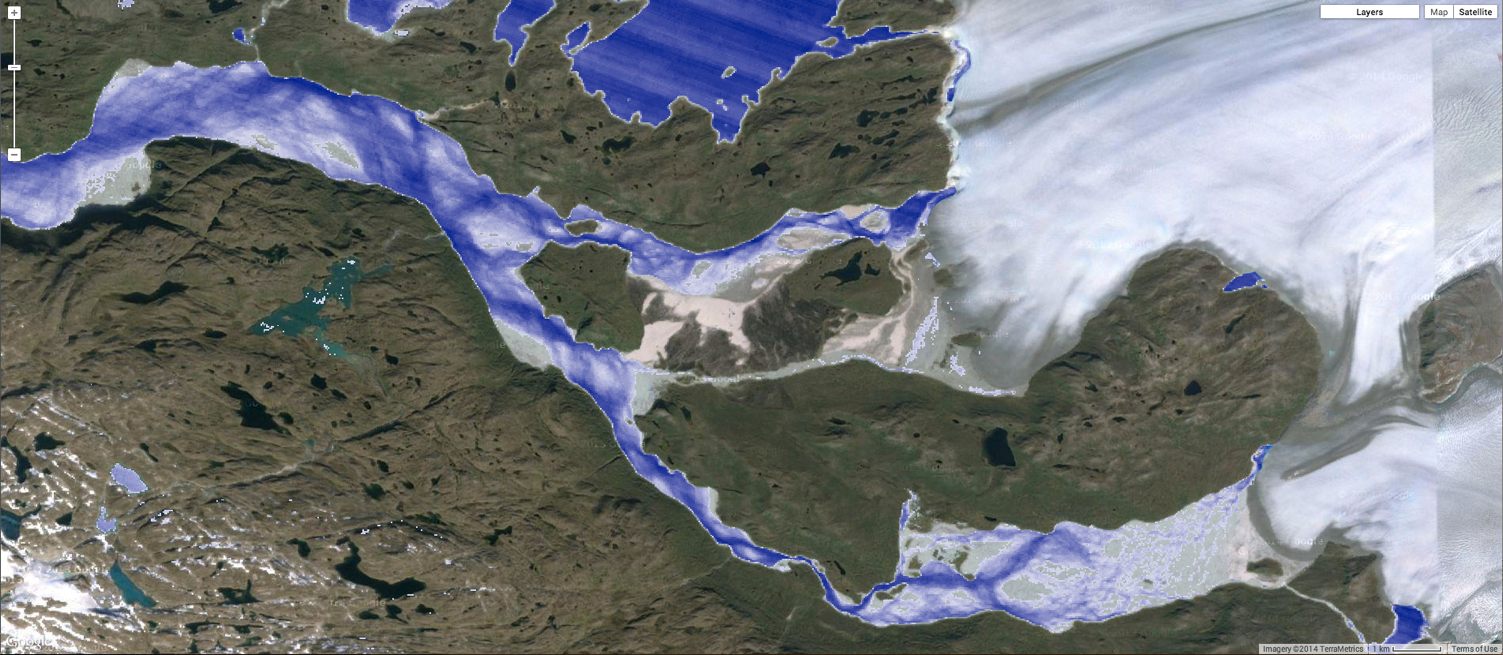 +
Layers
Map Satellite
−
Google
Imagery ©2014 TerraMetrics 1 km Terms of Use